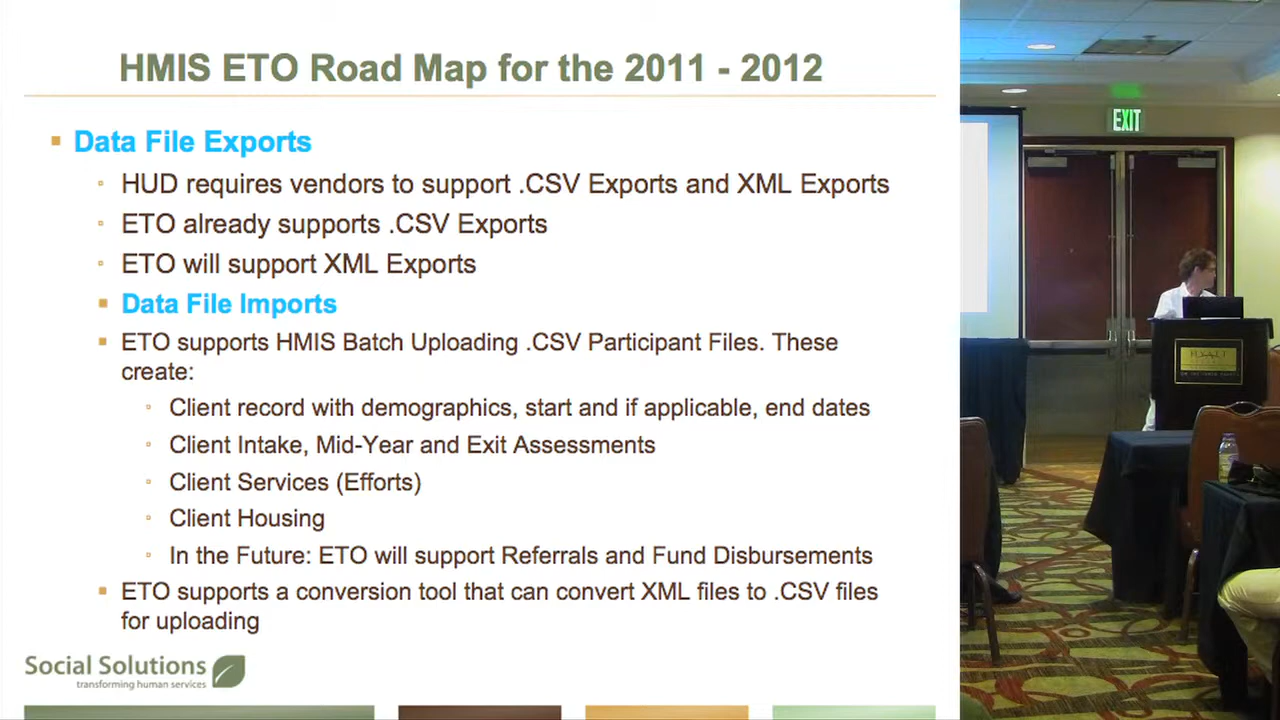 HMIS ETO Road Map for the 2011 - 2012
Data File Exports
HUD requires vendors to support .CSV Exports and XML Exports
ETO already supports .CSV Exports
ETO will support XML Exports
Data File Imports
ETO supports HMIS Batch Uploading .CSV Participant Files. These
create:
Client record with demographics, start and if applicable, end dates
Client Intake, Mid-Year and Exit Assessments
Client Services (Efforts)
Client Housing
In the Future: ETO will support Referrals and Fund Disbursements
ETO supports a conversion tool that can convert XML files to .CSV files
for uploading
Social Solutions
transforming human services
EXIT
HYATT